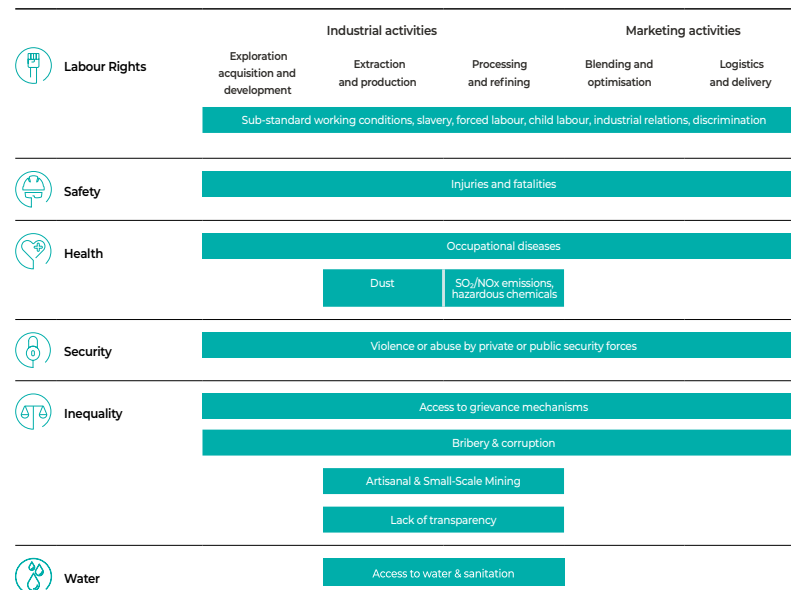 Industrial activities
Marketing activities
Labour Rights
Exploration
acquisition and
development
Extraction
and production
Processing
and refining
Blending and
optimisation
Logistics
and delivery
Sub-standard working conditions, slavery, forced labour, child labour, industrial relations, discrimination
Safety
Injuries and fatalities
Health
Occupational diseases
Dust
SO₂/NOx emissions,
hazardous chemicals
Security
Violence or abuse by private or public security forces
Inequality
Access to grievance mechanisms
Bribery & corruption
Artisanal & Small-Scale Mining
Lack of transparency
Water
Access to water & sanitation